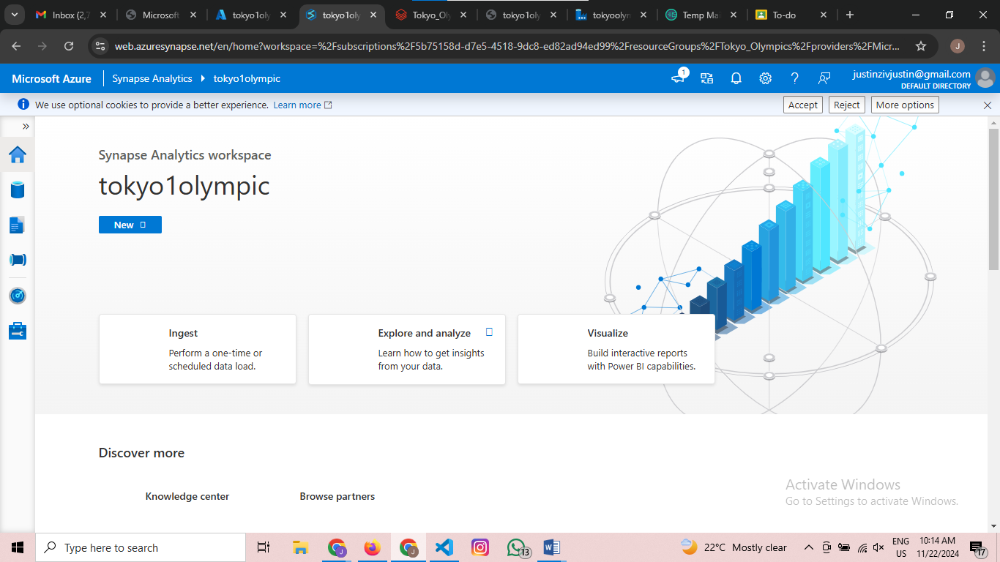 Inbox (2,7
Microsoft
tokyo1oly
tokyo1oly
Tokyo_Oly
tokyo1oly
tokyoolym
Temp Mai
To-do
web.azuresynapse.net/en/home?workspace=%2Fsubscriptions%2F5b75158d-d7e5-4518-9dc8-ed82ad94ed99%2FresourceGroups%2FTokyo_Olympics%2Fproviders%2FMicr...
J
Microsoft Azure
Synapse Analytics
tokyo1olympic
1
justinzivjustin@gmail.com
DEFAULT DIRECTORY
We use optional cookies to provide a better experience. Learn more
Accept
Reject
More options
Synapse Analytics workspace
tokyo1olympic
New
Ingest
Perform a one-time or
scheduled data load.
Explore and analyze
Learn how to get insights
from your data.
Visualize
Build interactive reports
with Power BI capabilities.
Discover more
Knowledge center
Browse partners
Activate Windows
Go to Settings to activate Windows.
Type here to search
J
J
13
22°C Mostly clear
ENG
US
10:14 AM
11/22/2024
17